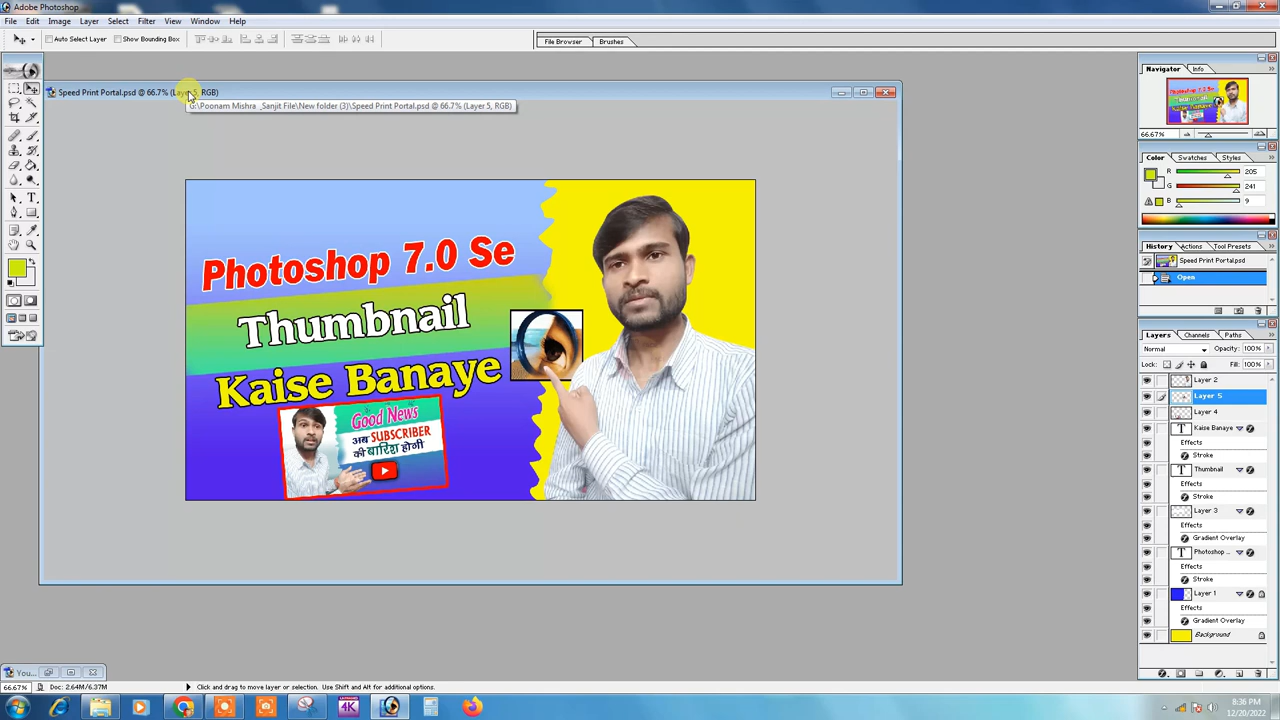 Adobe Photoshop
File Edit Image Layer Select Filter View Window Help
Auto Select Layer Show Bounding Box
File Browser Brushes
Speed Print Portal.psd @ 66.7% (Layer 5, RGB)
G:\Poonam Mishra _Sanjit File\New folder (3)\Speed Print Portal.psd @ 66.7% (Layer 5, RGB)
Photoshop 7.0 Se
Thumbnail
Kaise Banaye
Good News
अब SUBSCRIBER
की बारिश होगी
Navigator Info
66.67%
Color Swatches Styles
R 205
G 241
B 9
History Actions Tool Presets
Speed Print Portal.psd
Open
Layers Channels Paths
Normal Opacity: 100%
Lock: Fill: 100%
Layer 2
Layer 5
Layer 4
T Kaise Banaye
Effects
Stroke
T Thumbnail
Effects
Stroke
Layer 3
Effects
Gradient Overlay
T Photoshop ...
Effects
Stroke
Layer 1
Effects
Gradient Overlay
Background
You...
66.67% Doc: 2.64M/6.37M Click and drag to move layer or selection. Use Shift and Alt for additional options.
4K
8:36 PM
12/20/2022